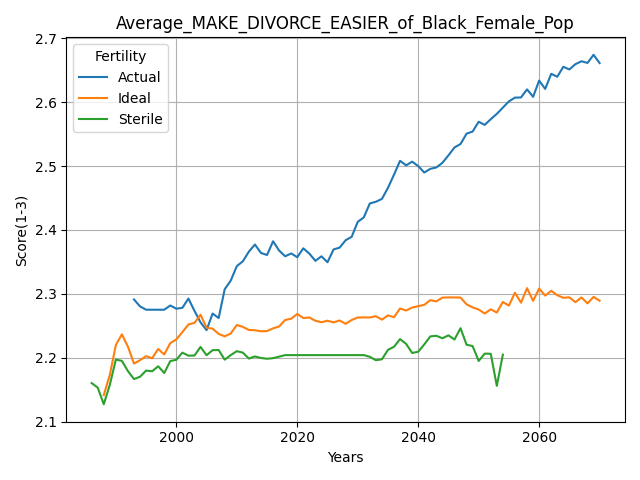 Average_MAKE_DIVORCE_EASIER_of_Black_Female_Pop
Fertility
Actual
Ideal
Sterile
Score(1-3)
2.7
2.6
2.5
2.4
2.3
2.2
2.1
2000
2020
2040
2060
Years